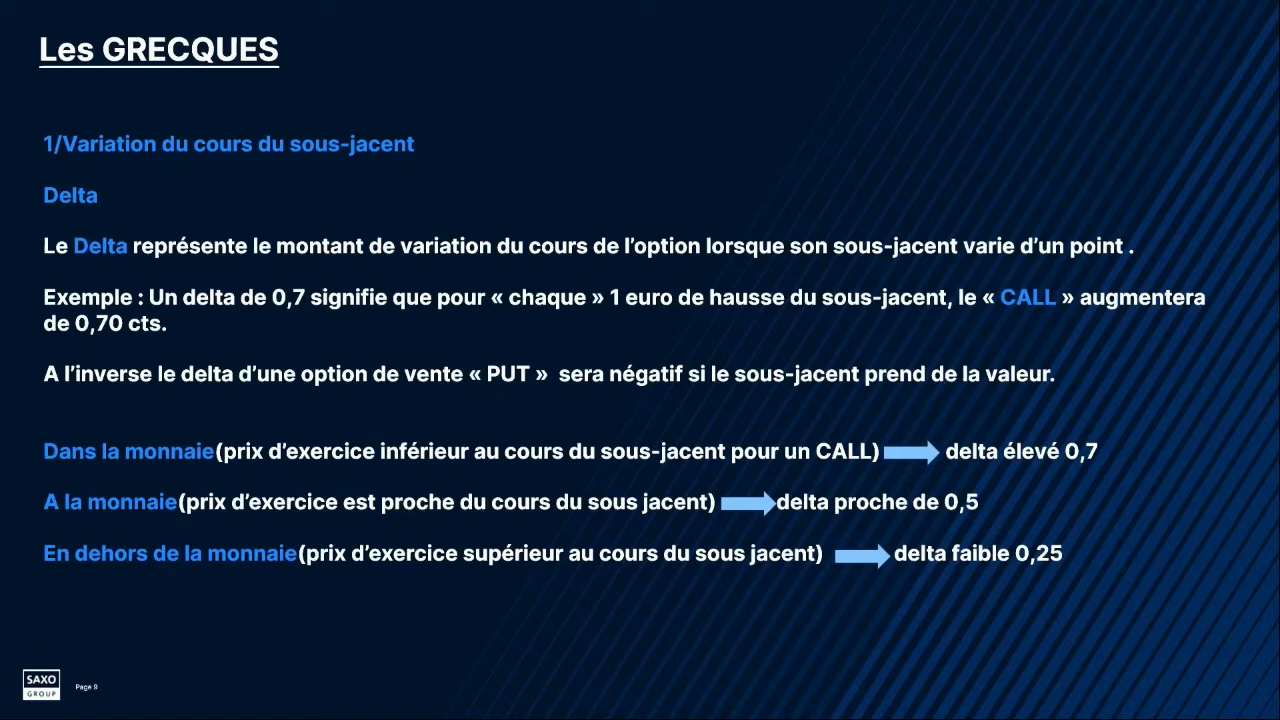 Les GRECQUES
1/Variation du cours du sous-jacent
Delta
Le Delta représente le montant de variation du cours de l’option lorsque son sous-jacent varie d’un point .
Exemple : Un delta de 0,7 signifie que pour « chaque » 1 euro de hausse du sous-jacent, le « CALL » augmentera
de 0,70 cts.
A l’inverse le delta d’une option de vente « PUT »  sera négatif si le sous-jacent prend de la valeur.
Dans la monnaie(prix d’exercice inférieur au cours du sous-jacent pour un CALL) delta élevé 0,7
A la monnaie(prix d’exercice est proche du cours du sous jacent) delta proche de 0,5
En dehors de la monnaie(prix d’exercice supérieur au cours du sous jacent) delta faible 0,25
SAXO
GROUP
Page 9